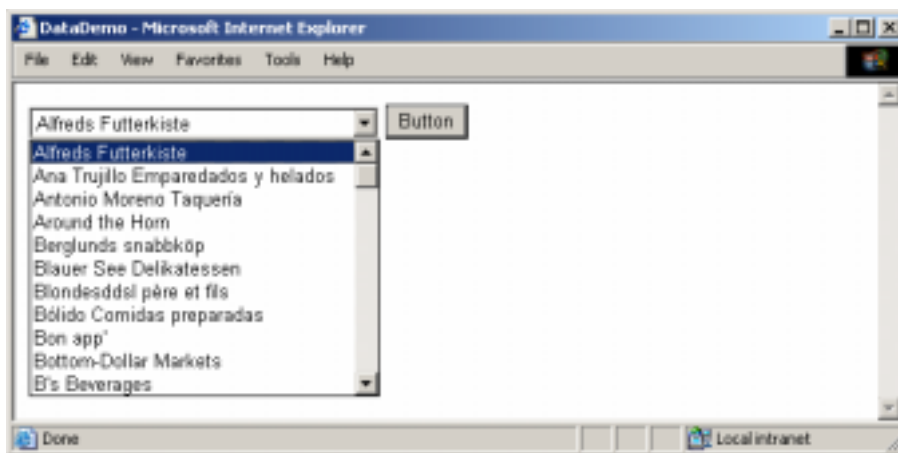 DataDemo - Microsoft Internet Explorer
File Edit View Favorites Tools Help
Alfreds Futterkiste Button
Alfreds Futterkiste
Ana Trujillo Emparedados y helados
Antonio Moreno Taquería
Around the Horn
Berglunds snabbköp
Blauer See Delikatessen
Blondesddsl père et fils
Bólido Comidas preparadas
Bon app'
Bottom-Dollar Markets
B's Beverages
Done Local intranet